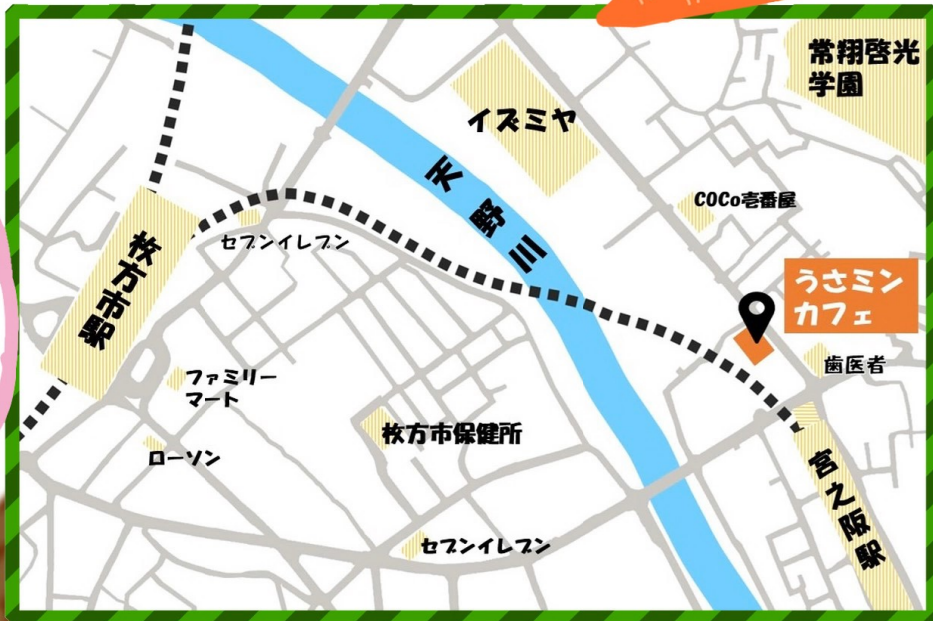 常翔啓光
学園
イズミヤ
天野川
COCo壱番屋
セブンイレブン
枚方市駅
うさミン
カフェ
歯医者
ファミリー
マート
枚方市保健所
ローソン
宮之阪駅
セブンイレブン